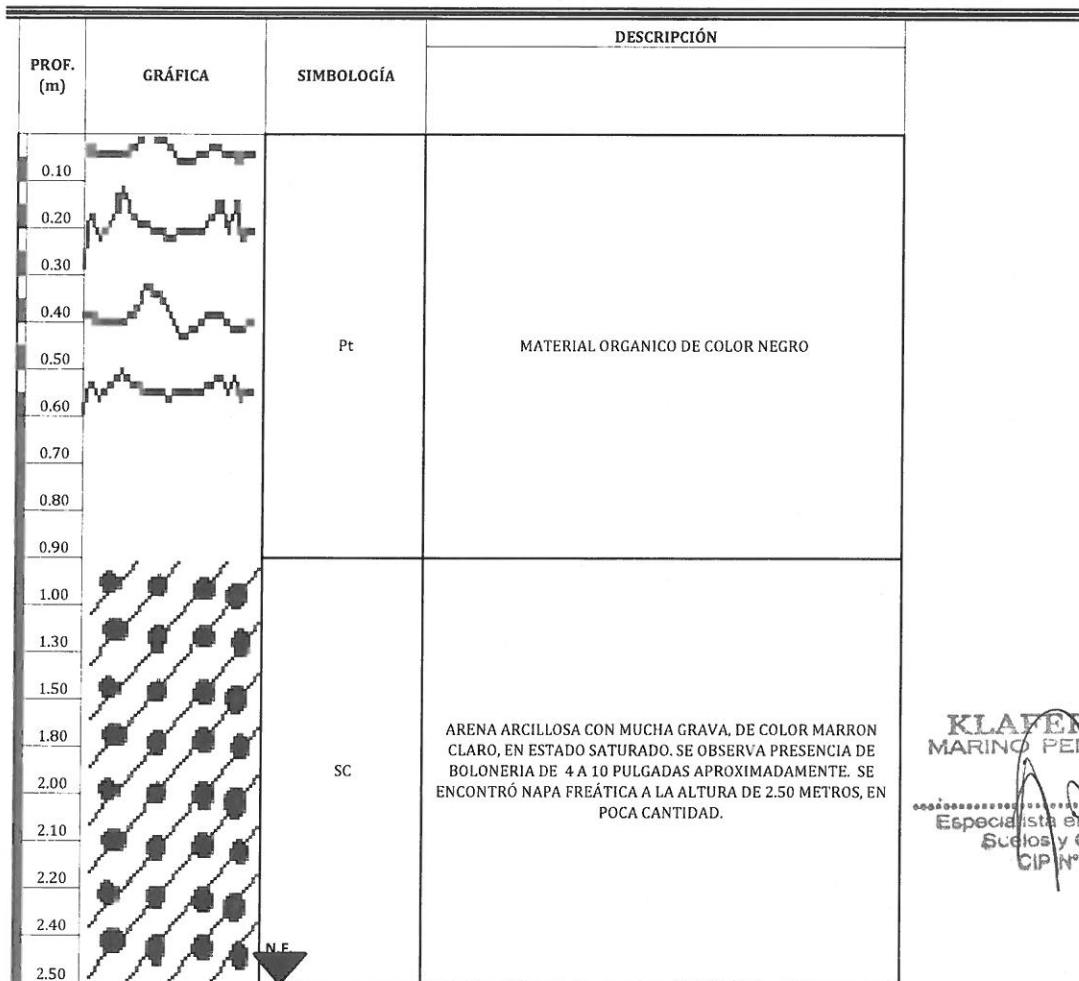 DESCRIPCIÓN
PROF.
(m)
GRÁFICA
SIMBOLOGÍA
0.10
0.20
0.30
0.40
0.50
0.60
0.70
0.80
0.90
Pt
MATERIAL ORGANICO DE COLOR NEGRO
1.00
1.30
1.50
1.80
2.00
2.10
2.20
2.40
2.50
SC
ARENA ARCILLOSA CON MUCHA GRAVA, DE COLOR MARRON
CLARO, EN ESTADO SATURADO. SE OBSERVA PRESENCIA DE
BOLONERIA DE 4 A 10 PULGADAS APROXIMADAMENTE. SE
ENCONTRÓ NAPA FREÁTICA A LA ALTURA DE 2.50 METROS, EN
POCA CANTIDAD.
N.F.
MARINO
Especialista
Suelos y
CIP N°